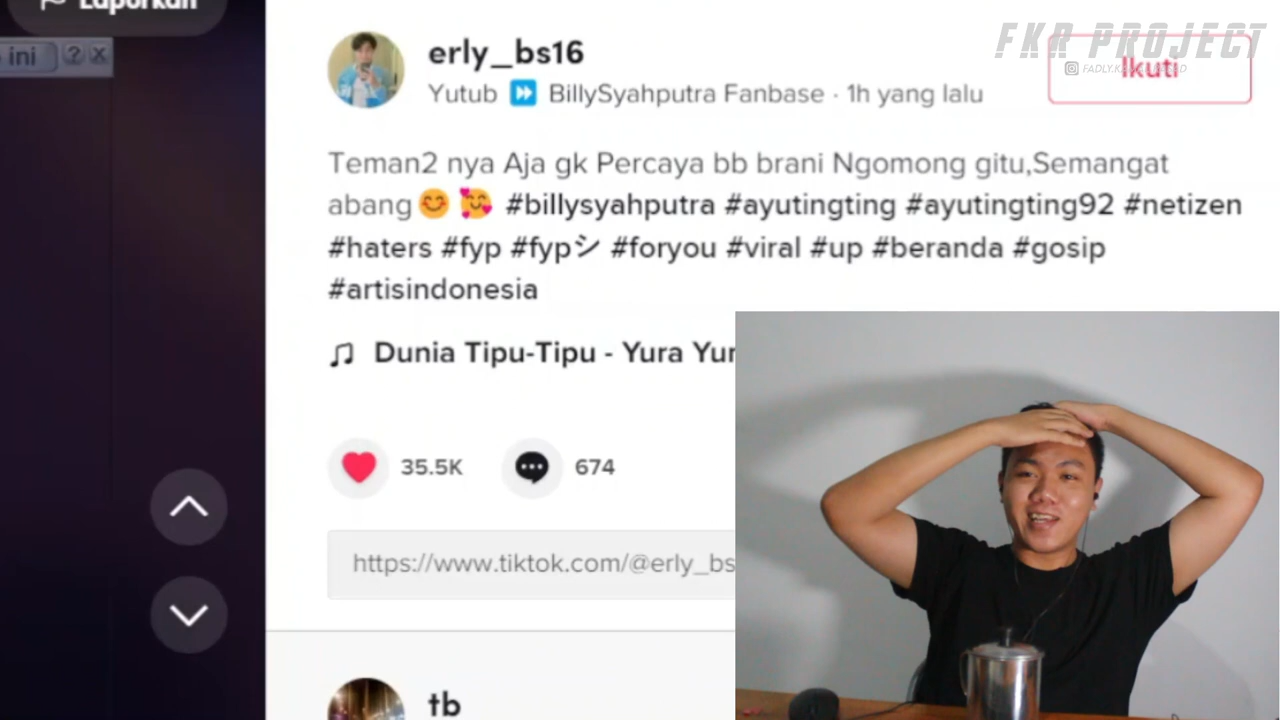 Laporkan
ini
FKR PROJECT
erly_bs16
Ikuti
Yutub ⏩ BillySyahputra Fanbase · 1h yang lalu
Teman2 nya Aja gk Percaya bb brani Ngomong gitu,Semangat
abang😊 🥰 #billysyahputra #ayutingting #ayutingting92 #netizen
#haters #fyp #fypシ #foryou #viral #up #beranda #gosip
#artisindonesia
♫ Dunia Tipu-Tipu - Yura Yun
35.5K 674
https://www.tiktok.com/@erly_bs
tb